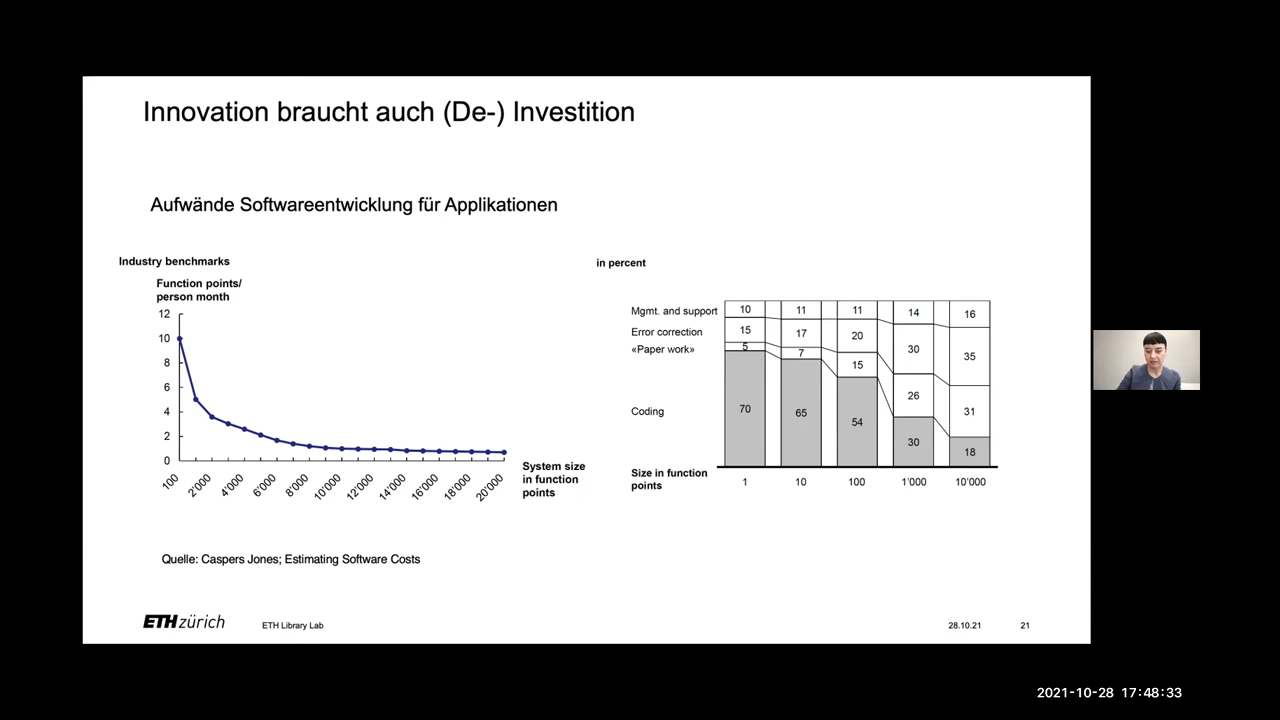 Innovation braucht auch (De-) Investition
Aufwände Softwareentwicklung für Applikationen
Industry benchmarks
Function points/
person month
12
10
8
6
4
2
0
100
2'000
4'000
6'000
8'000
10'000
12'000
14'000
16'000
18'000
20'000
System size
in function
points
in percent
Mgmt. and support 10 11 11 14 16
Error correction 15 17 20 30 35
«Paper work» 5 7 15 26 31
Coding 70 65 54 30 18
Size in function
points
1 10 100 1'000 10'000
Quelle: Caspers Jones; Estimating Software Costs
ETH zürich
ETH Library Lab
28.10.21
21
2021-10-28 17:48:33